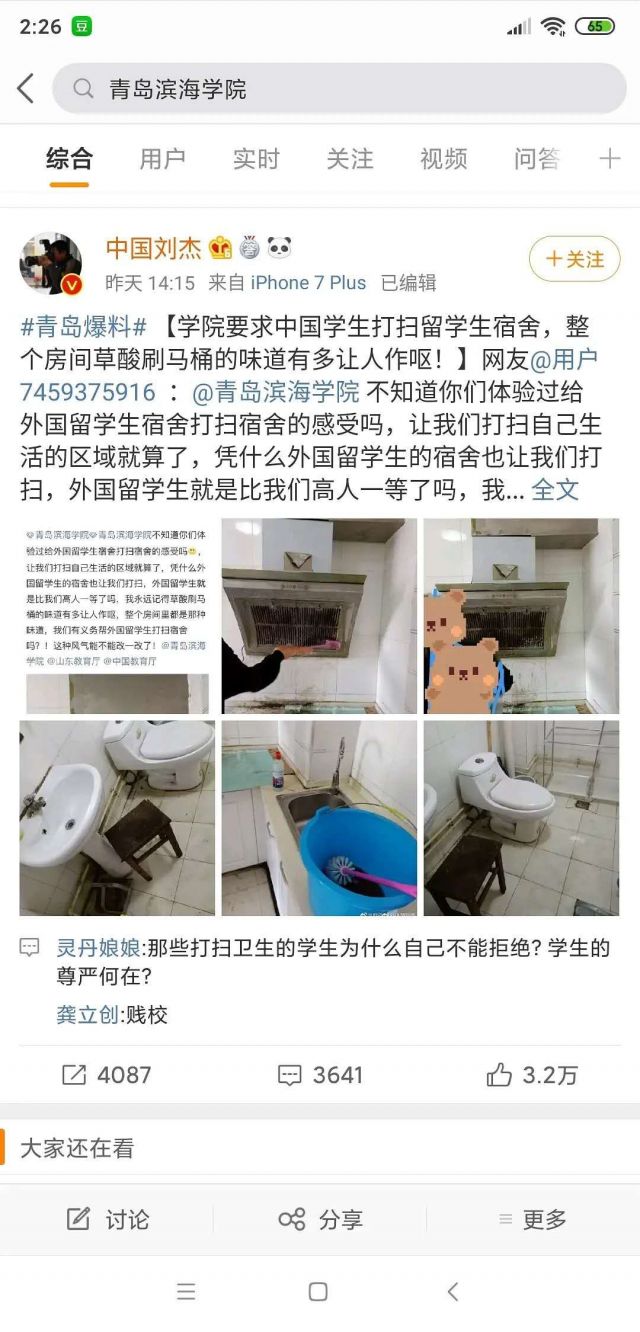 2:26 豆 65
青岛滨海学院
综合 用户 实时 关注 视频 问答
中国刘杰
昨天 14:15 来自 iPhone 7 Plus 已编辑
+关注
#青岛爆料# 【学院要求中国学生打扫留学生宿舍，整
个房间草酸刷马桶的味道有多让人作呕！】网友@用户
7459375916 ：@青岛滨海学院 不知道你们体验过给
外国留学生宿舍打扫宿舍的感受吗，让我们打扫自己生
活的区域就算了，凭什么外国留学生的宿舍也让我们打
扫，外国留学生就是比我们高人一等了吗，我... 全文
青岛滨海学院 青岛滨海学院不知道你们体
验过给外国留学生宿舍打扫宿舍的感受吗，
让我们打扫自己生活的区域就算了，凭什么外
国留学生的宿舍也让我们打扫，外国留学生就
是比我们高人一等了吗，我永远记得草酸刷马
桶的味道有多让人作呕，整个房间里都是那种
味道，我们有义务帮外国留学生打扫宿舍
吗？！这种风气能不能改一改了！@青岛滨海
学院 @山东教育厅 @中国教育厅
灵丹娘娘:那些打扫卫生的学生为什么自己不能拒绝? 学生的
尊严何在?
龚立创:贱校
4087 3641 3.2万
大家还在看
讨论 分享 更多